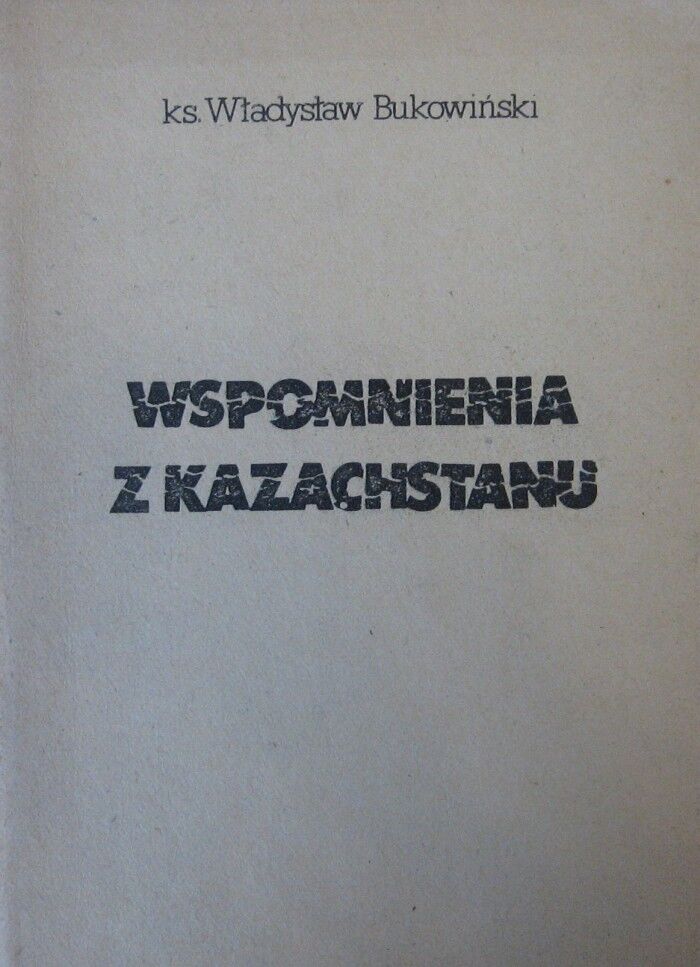 ks. Władysław Bukowiński
WSPOMNIENIA
Z KAZACHSTANU